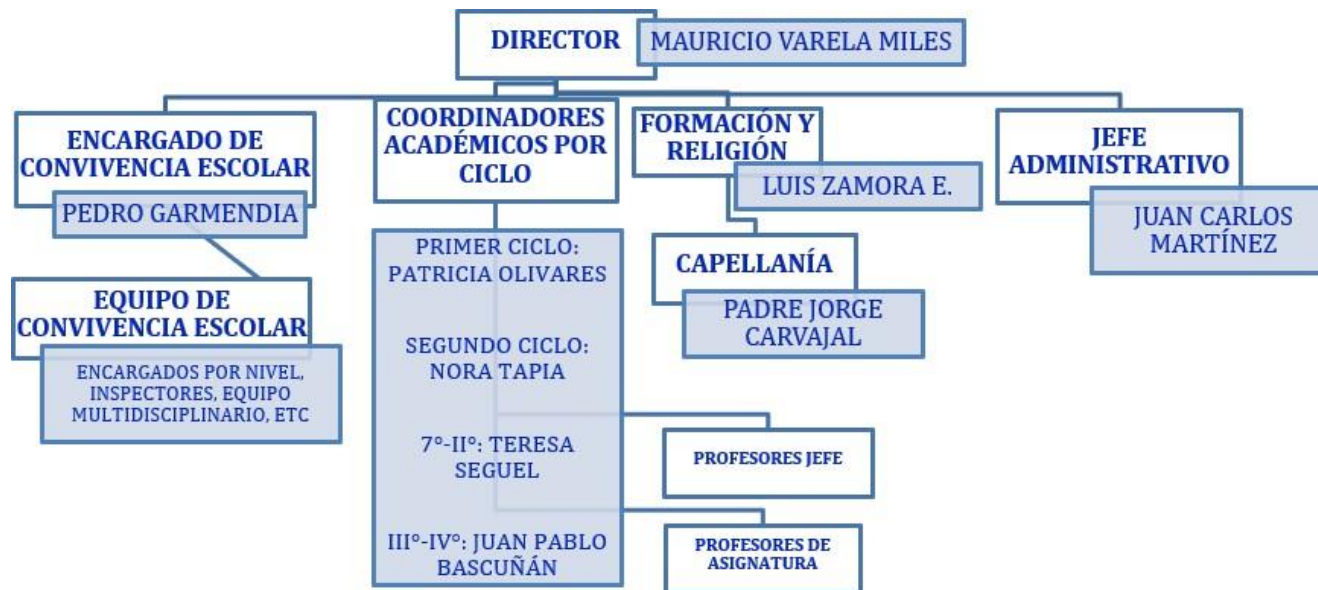 DIRECTOR
MAURICIO VARELA MILES
ENCARGADO DE
CONVIVENCIA ESCOLAR
PEDRO GARMENDIA
EQUIPO DE
CONVIVENCIA ESCOLAR
ENCARGADOS POR NIVEL,
INSPECTORES, EQUIPO
MULTIDISCIPLINARIO, ETC
COORDINADORES
ACADÉMICOS POR
CICLO
PRIMER CICLO:
PATRICIA OLIVARES
SEGUNDO CICLO:
NORA TAPIA
7°-II°: TERESA
SEGUEL
III°-IV°: JUAN PABLO
BASCUÑÁN
PROFESORES JEFE
PROFESORES DE
ASIGNATURA
FORMACIÓN Y
RELIGIÓN
LUIS ZAMORA E.
CAPELLANÍA
PADRE JORGE
CARVAJAL
JEFE
ADMINISTRATIVO
JUAN CARLOS
MARTÍNEZ